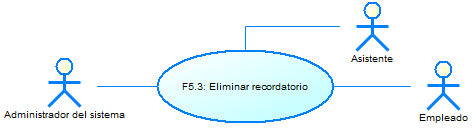 Asistente
F5.3: Eliminar recordatorio
Administrador del sistema
Empleado